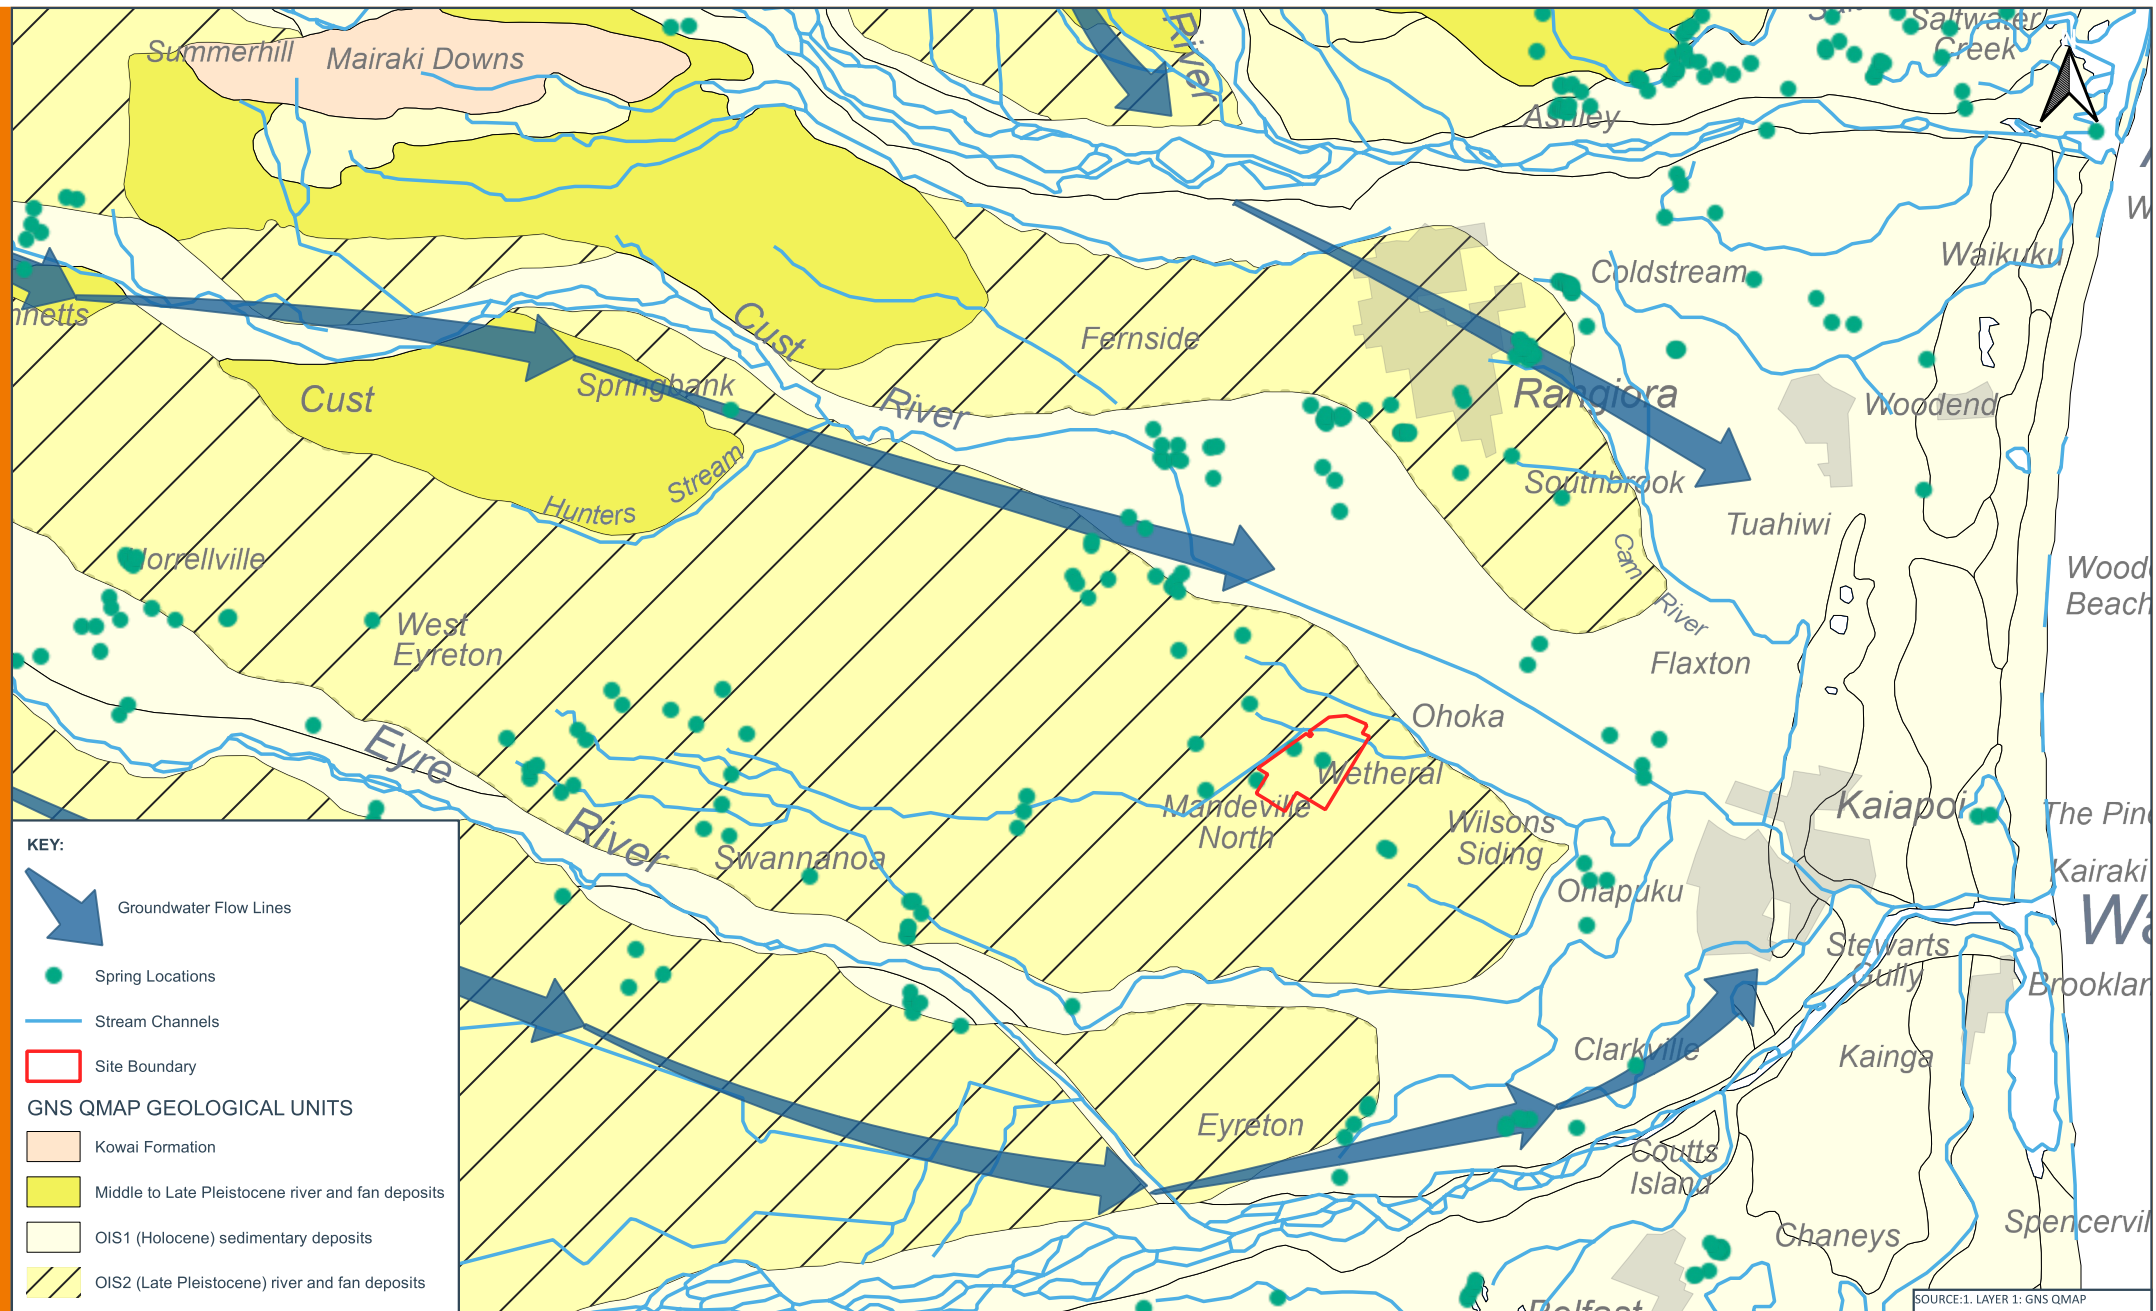 Summerhill
Mairaki Downs
River
Saltwater
Creek
Ashley
N
Coldstream
Waikuku
Cust
River
Fernside
Cust
Springbank
Rangiora
Woodend
Hunters
Stream
Southbrook
Tuahiwi
Cam
River
West
Eyreton
Flaxton
Ohoka
Eyre
River
Wetheral
Mandeville
North
Wilsons
Siding
Kaiapoi
The Pin
Kairaki
Swannanoa
Ohapuku
Stewarts
Gully
Wa
Brooklan
Clarkville
Kainga
Eyreton
Coutts
Island
Chaneys
Spencervil
Beach
KEY:
Groundwater Flow Lines
Spring Locations
Stream Channels
Site Boundary
GNS QMAP GEOLOGICAL UNITS
Kowai Formation
Middle to Late Pleistocene river and fan deposits
OIS1 (Holocene) sedimentary deposits
OIS2 (Late Pleistocene) river and fan deposits
SOURCE:1. LAYER 1: GNS QMAP